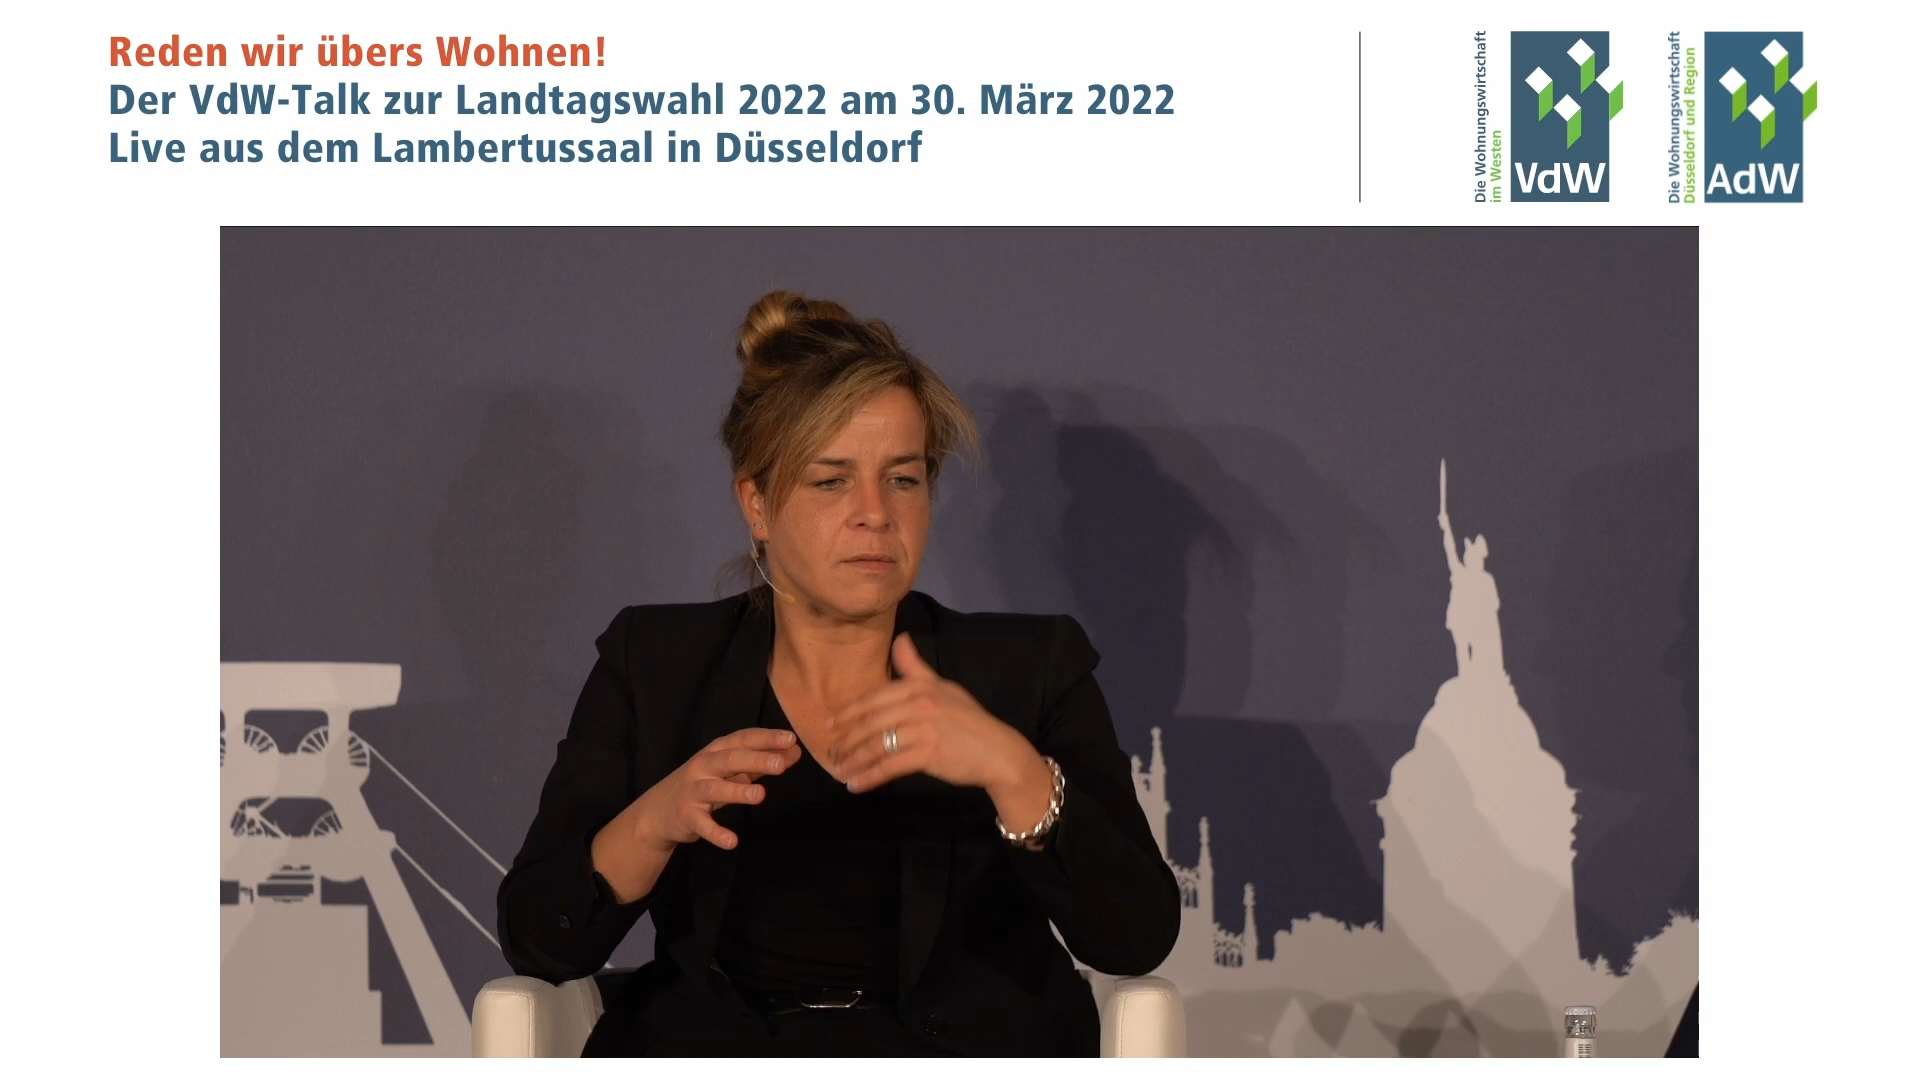 Reden wir übers Wohnen!
Der VdW-Talk zur Landtagswahl 2022 am 30. März 2022
Live aus dem Lambertussaal in Düsseldorf
Die Wohnungswirtschaft
im Westen
VdW
Die Wohnungswirtschaft
Düsseldorf und Region
AdW